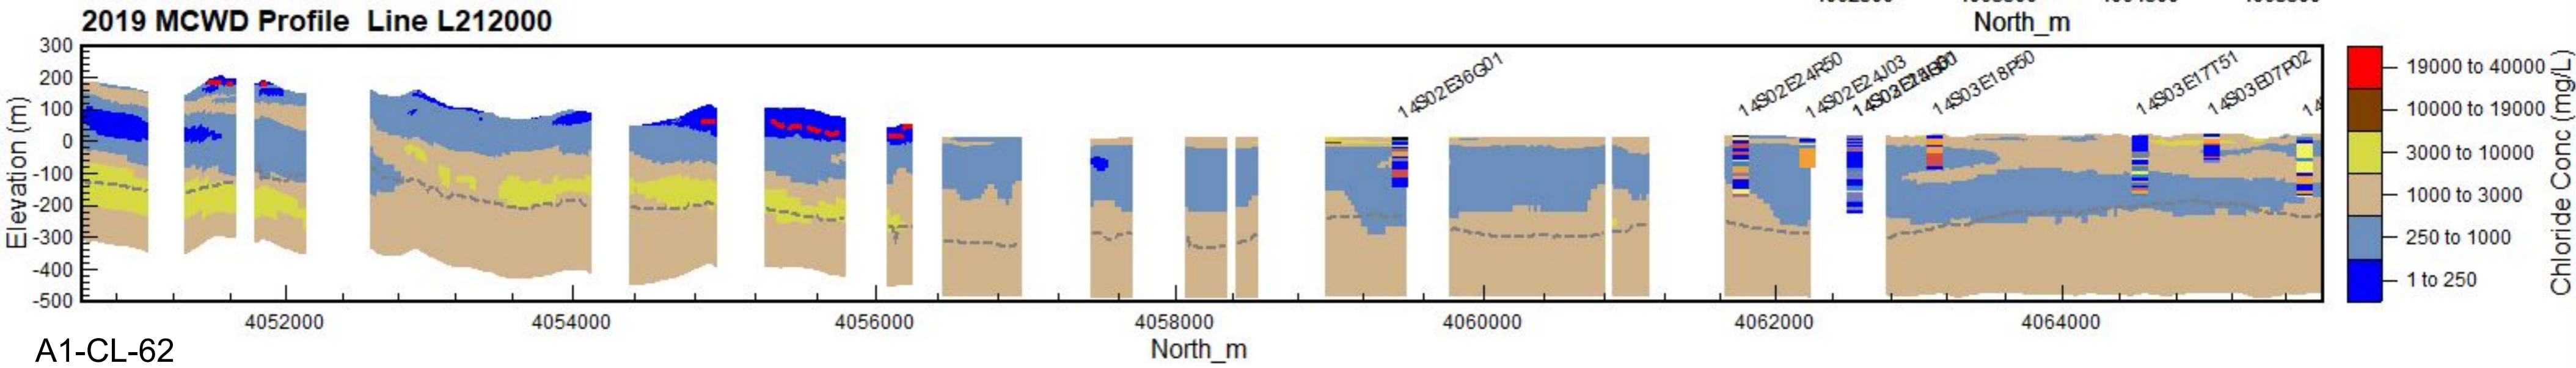 2019 MCWD Profile Line L212000
North_m
300
200
100
0
-100
-200
-300
-400
-500
Elevation (m)
14S02E36G01
14S02E24R50
14S02E24J03
14S03E18P50
14S03E17T51
14S03E07P02
14
4052000
4054000
4056000
4058000
4060000
4062000
4064000
North_m
19000 to 40000
10000 to 19000
3000 to 10000
1000 to 3000
250 to 1000
1 to 250
Chloride Conc (mg/L)
A1-CL-62